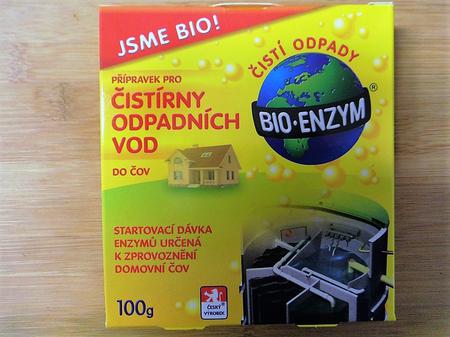 JSME BIO!
PŘÍPRAVEK PRO
ČISTÍRNY
ODPADNÍCH
VOD
DO ČOV
ČISTÍ ODPADY
BIO·ENZYM®
STARTOVACÍ DÁVKA
ENZYMŮ URČENÁ
K ZPROVOZNĚNÍ
DOMOVNÍ ČOV
100g
ČESKÝ
VÝROBEK